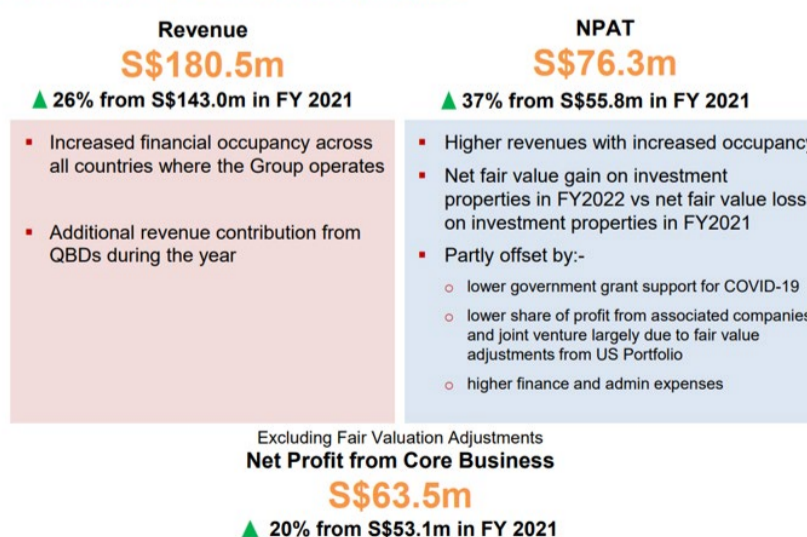 Revenue
S$180.5m
26% from S$143.0m in FY 2021
Increased financial occupancy across
all countries where the Group operates
Additional revenue contribution from
QBDs during the year
NPAT
S$76.3m
37% from S$55.8m in FY 2021
Higher revenues with increased occupancy
Net fair value gain on investment
properties in FY2022 vs net fair value loss
on investment properties in FY2021
Partly offset by:-
lower government grant support for COVID-19
lower share of profit from associated companies
and joint venture largely due to fair value
adjustments from US Portfolio
higher finance and admin expenses
Excluding Fair Valuation Adjustments
Net Profit from Core Business
S$63.5m
20% from S$53.1m in FY 2021